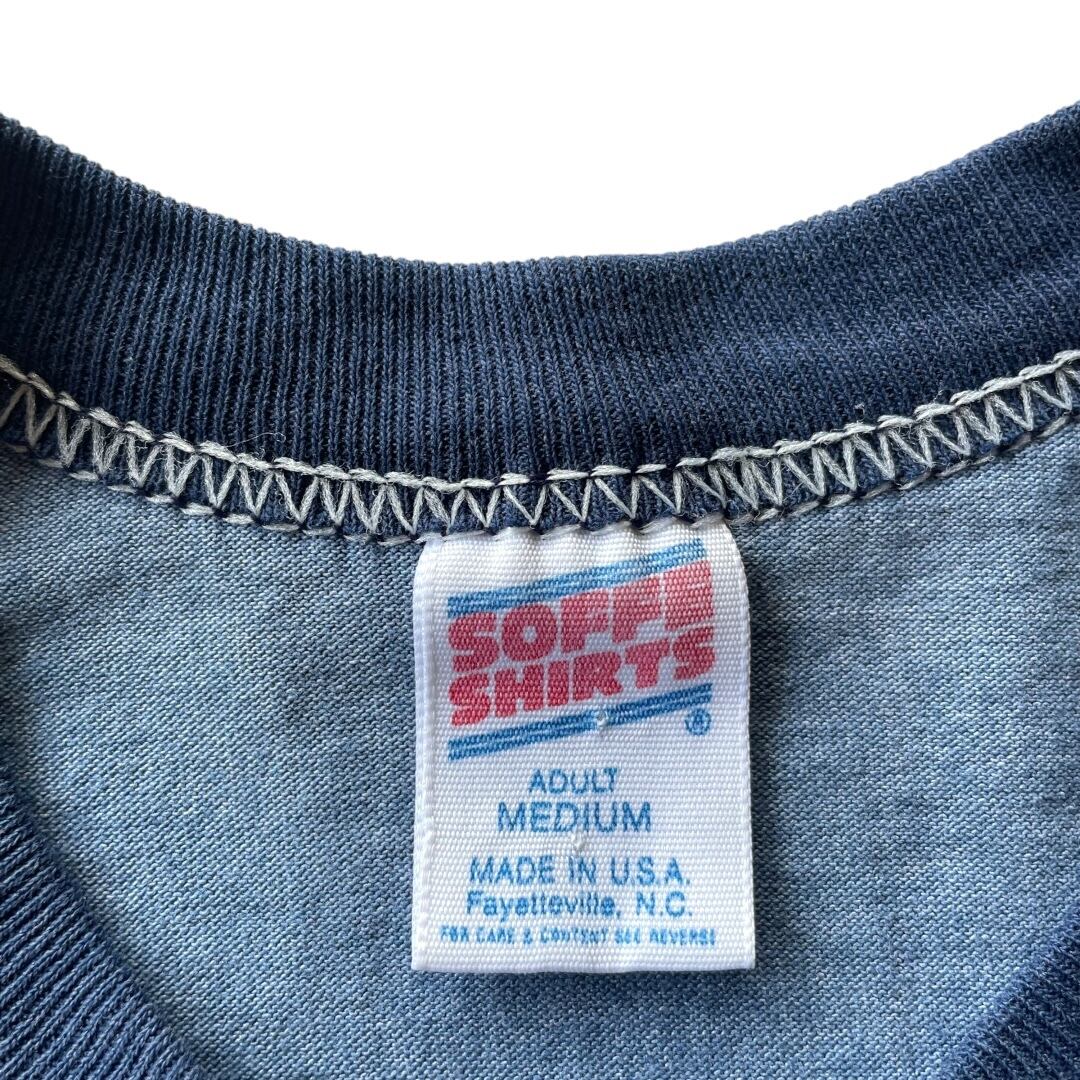 SOFFE
SHIRTS
®
ADULT
MEDIUM
MADE IN U.S.A.
Fayetteville, N.C.
FOR CARE & CONTENT SEE REVERSE